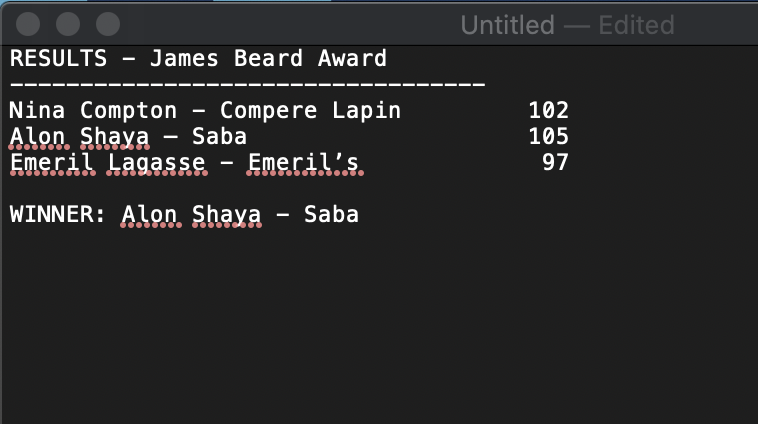 Untitled — Edited
RESULTS - James Beard Award
----------------------------------
Nina Compton - Compere Lapin 102
Alon Shaya - Saba 105
Emeril Lagasse - Emeril’s 97
WINNER: Alon Shaya - Saba